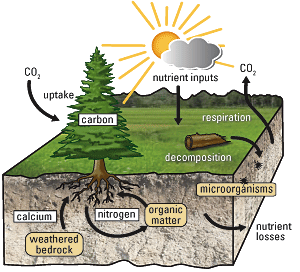 CO2
uptake
carbon
nutrient inputs
CO2
respiration
decomposition
microorganisms
calcium
nitrogen
organic
matter
weathered
bedrock
nutrient
losses